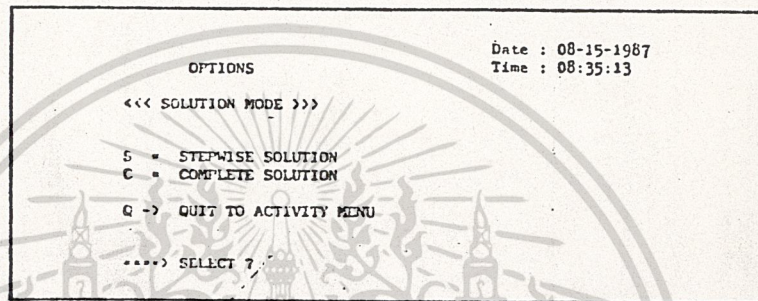 Date : 08-15-1987
OPTIONS
Time : 08:35:13
<<< SOLUTION MODE >>>
S = STEPWISE SOLUTION
C = COMPLETE SOLUTION
Q -> QUIT TO ACTIVITY MENU
----> SELECT ?